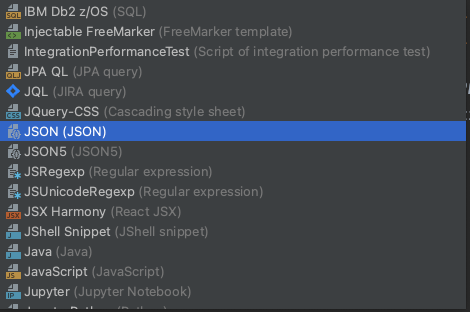 IBM Db2 z/OS (SQL)
Injectable FreeMarker (FreeMarker template)
IntegrationPerformanceTest (Script of integration performance test)
JPA QL (JPA query)
JQL (JIRA query)
JQuery-CSS (Cascading style sheet)
JSON (JSON)
JSON5 (JSON5)
JSRegexp (Regular expression)
JSUnicodeRegexp (Regular expression)
JSX Harmony (React JSX)
JShell Snippet (JShell snippet)
Java (Java)
JavaScript (JavaScript)
Jupyter (Jupyter Notebook)